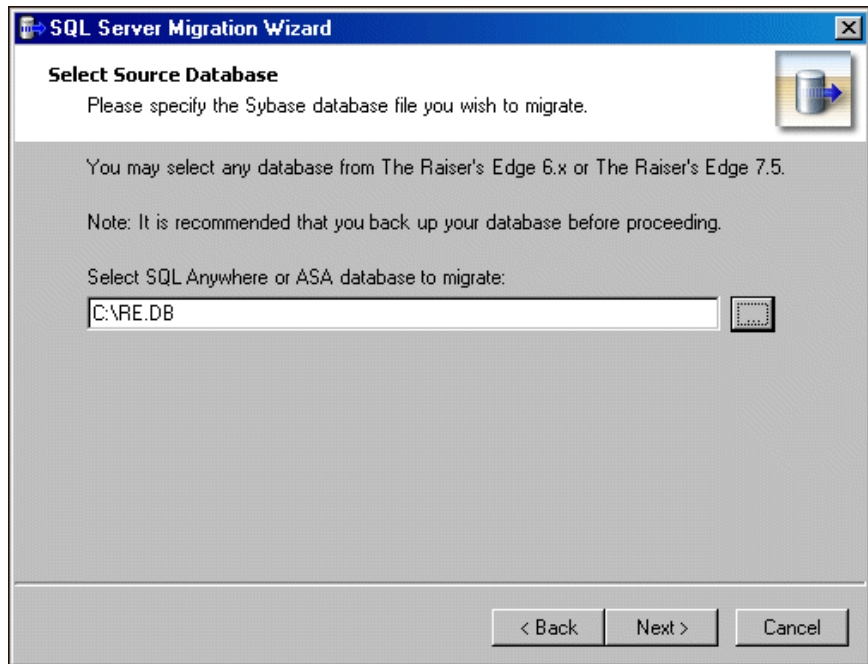 SQL Server Migration Wizard
Select Source Database
Please specify the Sybase database file you wish to migrate.
You may select any database from The Raiser's Edge 6.x or The Raiser's Edge 7.5.
Note: It is recommended that you back up your database before proceeding.
Select SQL Anywhere or ASA database to migrate:
C:\RE.DB
...
< Back Next > Cancel